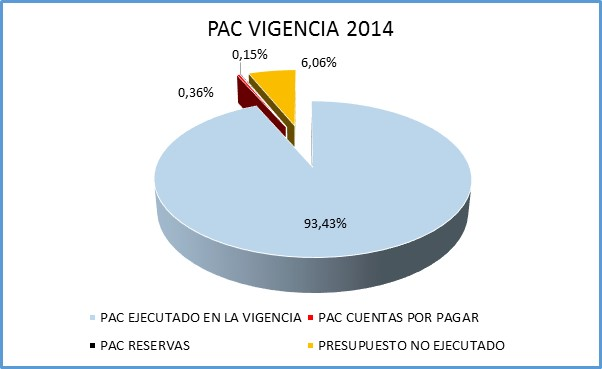 PAC VIGENCIA 2014
0,15%
6,06%
0,36%
93,43%
PAC EJECUTADO EN LA VIGENCIA
PAC CUENTAS POR PAGAR
PAC RESERVAS
PRESUPUESTO NO EJECUTADO